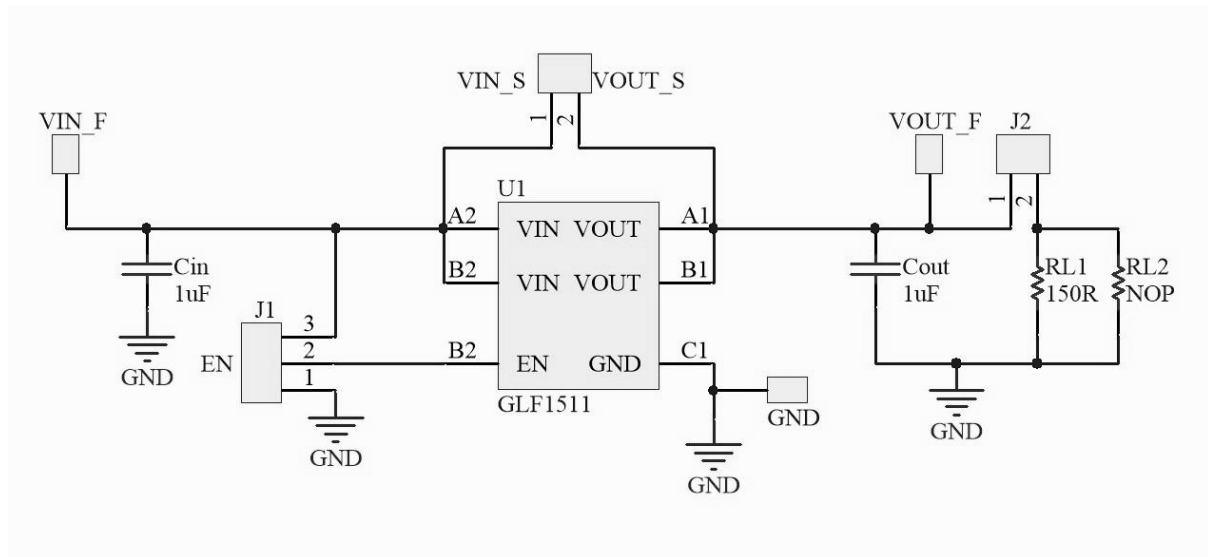 VIN_S
VOUT_S
1
2
VIN_F
VOUT_F
J2
1
2
U1
A2
VIN
VOUT
A1
B2
VIN
VOUT
B1
Cin
1uF
Cout
1uF
RL1
150R
RL2
NOP
J1
3
EN
2
1
B2
EN
GND
C1
GLF1511
GND
GND
GND
GND
GND